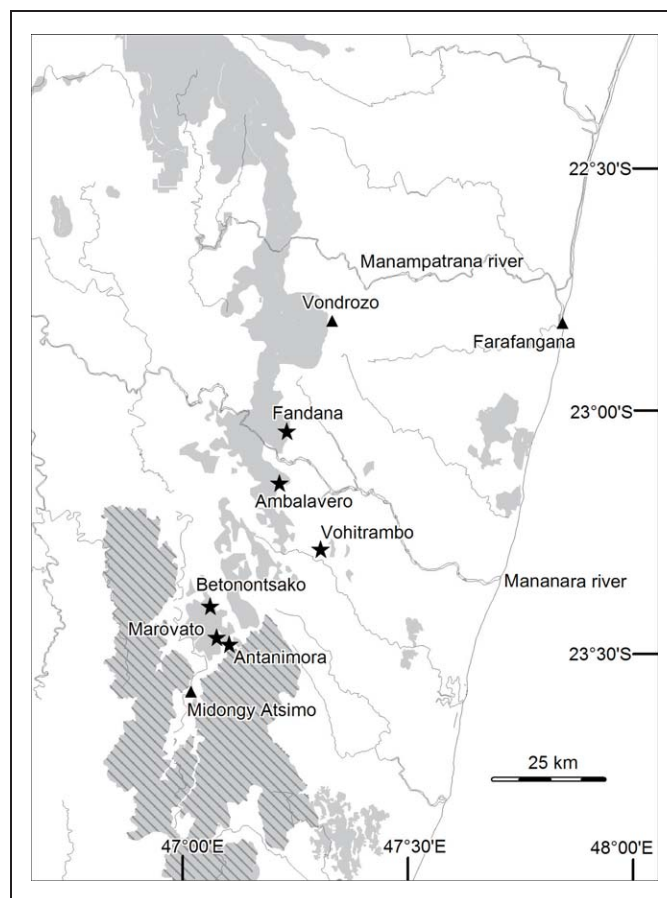 22°30'S
Manampatrana river
Vondrozo
Farafangana
23°00'S
Fandana
Ambalavero
Vohitrambo
Betonontsako
Mananara river
Marovato
Antanimora
23°30'S
Midongy Atsimo
25 km
47°00'E
47°30'E
48°00'E